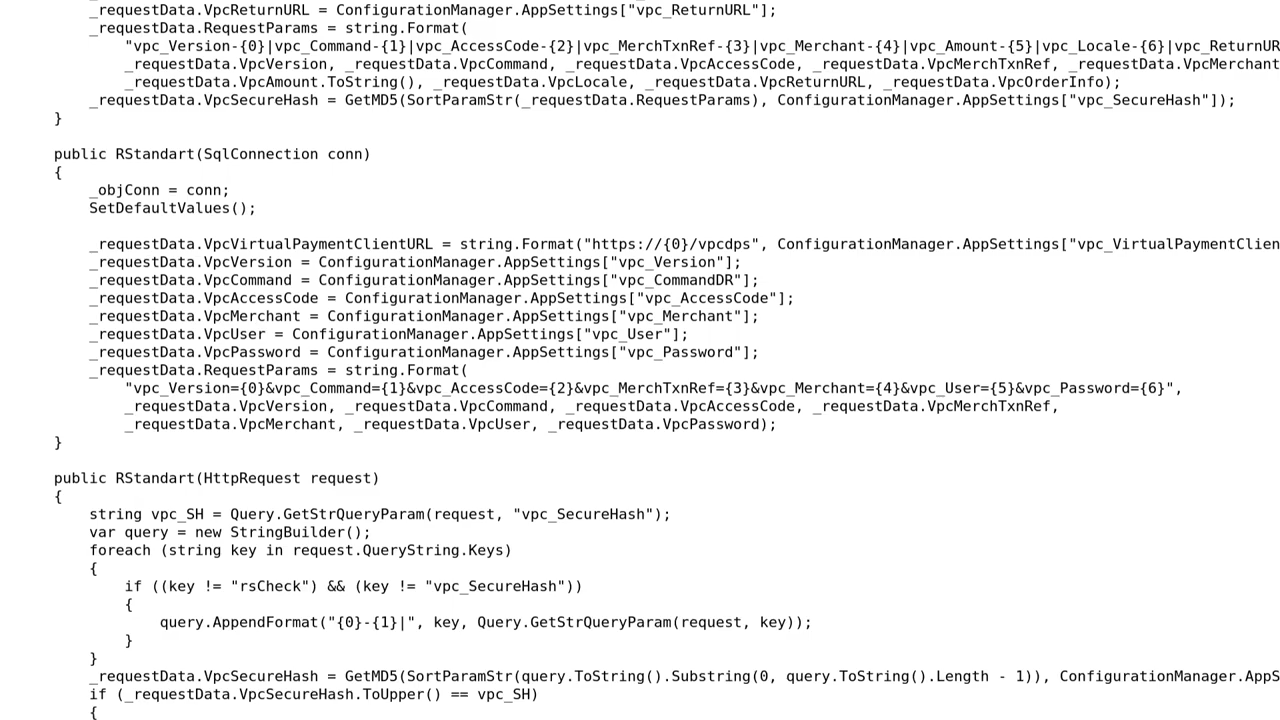 _requestData.VpcReturnURL = ConfigurationManager.AppSettings["vpc_ReturnURL"];
_requestData.RequestParams = string.Format(
"vpc_Version-{0}|vpc_Command-{1}|vpc_AccessCode-{2}|vpc_MerchTxnRef-{3}|vpc_Merchant-{4}|vpc_Amount-{5}|vpc_Locale-{6}|vpc_ReturnUR
_requestData.VpcVersion, _requestData.VpcCommand, _requestData.VpcAccessCode, _requestData.VpcMerchTxnRef, _requestData.VpcMerchant
_requestData.VpcAmount.ToString(), _requestData.VpcLocale, _requestData.VpcReturnURL, _requestData.VpcOrderInfo);
_requestData.VpcSecureHash = GetMD5(SortParamStr(_requestData.RequestParams), ConfigurationManager.AppSettings["vpc_SecureHash"]);
}
public RStandart(SqlConnection conn)
{
_objConn = conn;
SetDefaultValues();
_requestData.VpcVirtualPaymentClientURL = string.Format("https://{0}/vpcdps", ConfigurationManager.AppSettings["vpc_VirtualPaymentClien
_requestData.VpcVersion = ConfigurationManager.AppSettings["vpc_Version"];
_requestData.VpcCommand = ConfigurationManager.AppSettings["vpc_CommandDR"];
_requestData.VpcAccessCode = ConfigurationManager.AppSettings["vpc_AccessCode"];
_requestData.VpcMerchant = ConfigurationManager.AppSettings["vpc_Merchant"];
_requestData.VpcUser = ConfigurationManager.AppSettings["vpc_User"];
_requestData.VpcPassword = ConfigurationManager.AppSettings["vpc_Password"];
_requestData.RequestParams = string.Format(
"vpc_Version={0}&vpc_Command={1}&vpc_AccessCode={2}&vpc_MerchTxnRef={3}&vpc_Merchant={4}&vpc_User={5}&vpc_Password={6}",
_requestData.VpcVersion, _requestData.VpcCommand, _requestData.VpcAccessCode, _requestData.VpcMerchTxnRef,
_requestData.VpcMerchant, _requestData.VpcUser, _requestData.VpcPassword);
}
public RStandart(HttpRequest request)
{
string vpc_SH = Query.GetStrQueryParam(request, "vpc_SecureHash");
var query = new StringBuilder();
foreach (string key in request.QueryString.Keys)
{
if ((key != "rsCheck") && (key != "vpc_SecureHash"))
{
query.AppendFormat("{0}-{1}|", key, Query.GetStrQueryParam(request, key));
}
}
_requestData.VpcSecureHash = GetMD5(SortParamStr(query.ToString().Substring(0, query.ToString().Length - 1)), ConfigurationManager.AppS
if (_requestData.VpcSecureHash.ToUpper() == vpc_SH)
{